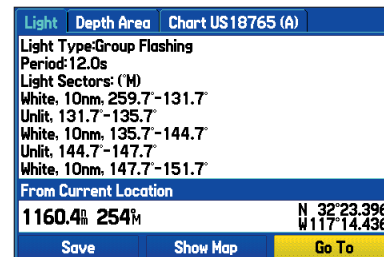 Light Depth Area Chart US18765 (A)
Light Type:Group Flashing
Period:12.0s
Light Sectors: (°M)
White, 10nm, 259.7°-131.7°
Unlit, 131.7°-135.7°
White, 10nm, 135.7°-144.7°
Unlit, 144.7°-147.7°
White, 10nm, 147.7°-151.7°
From Current Location
1160.4nm 254°M
N 32°23.396
W117°14.436
Save Show Map Go To